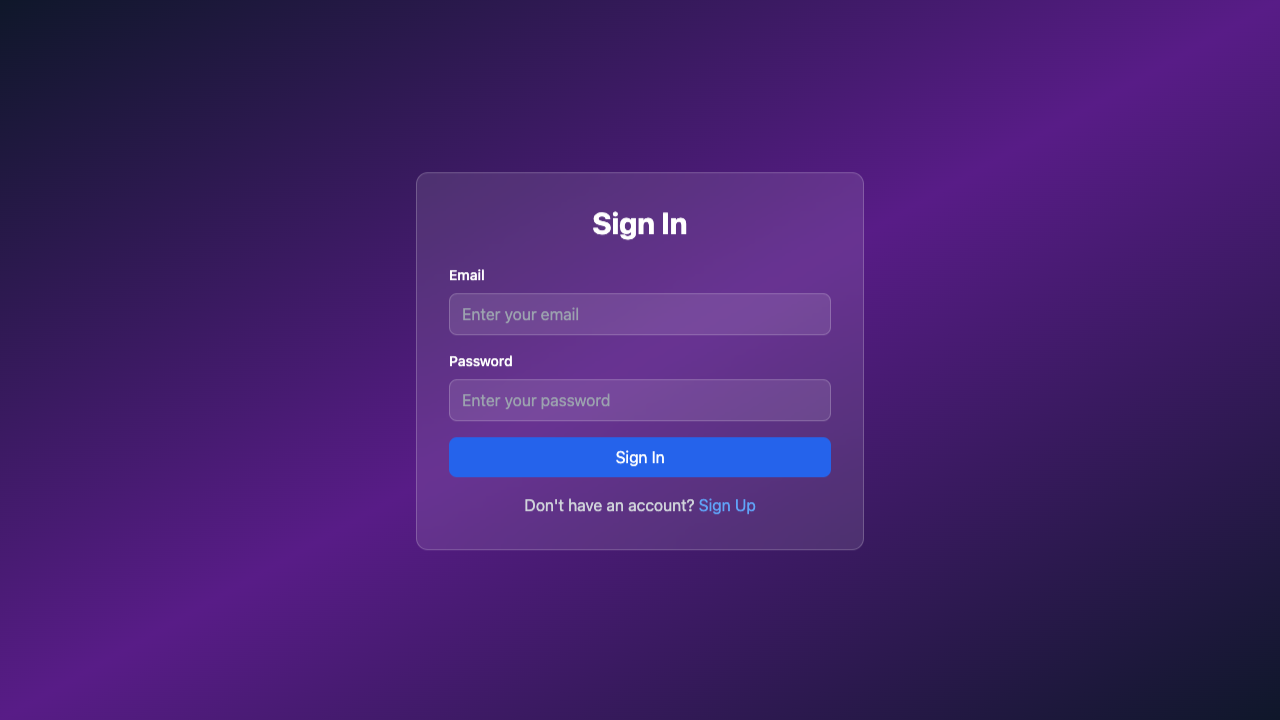 Sign In
Email
Enter your email
Password
Enter your password
Sign In
Don't have an account? Sign Up